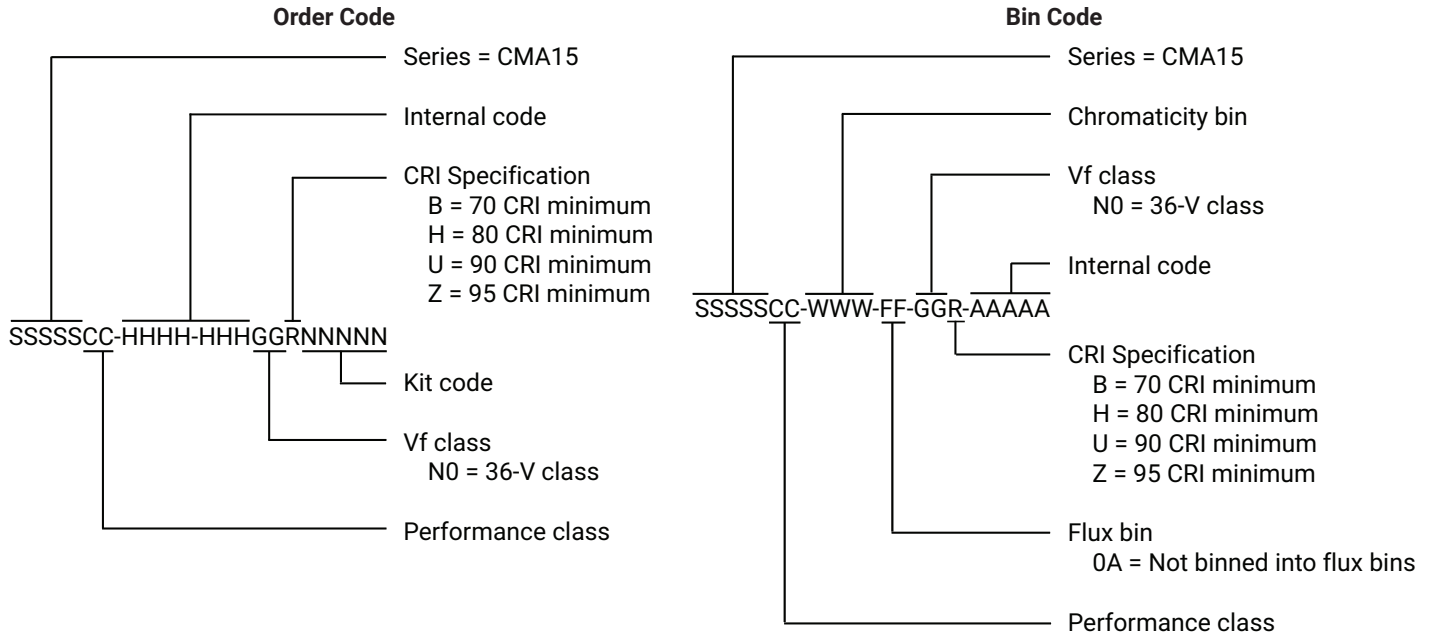 Order Code
Series = CMA15
Internal code
CRI Specification
B = 70 CRI minimum
H = 80 CRI minimum
U = 90 CRI minimum
Z = 95 CRI minimum
SSSSSCC-HHHH-HHHGGRNNNNN
Kit code
Vf class
N0 = 36-V class
Performance class
Bin Code
Series = CMA15
Chromaticity bin
Vf class
N0 = 36-V class
Internal code
SSSSSCC-WWW-FF-GGR-AAAAA
CRI Specification
B = 70 CRI minimum
H = 80 CRI minimum
U = 90 CRI minimum
Z = 95 CRI minimum
Flux bin
0A = Not binned into flux bins
Performance class